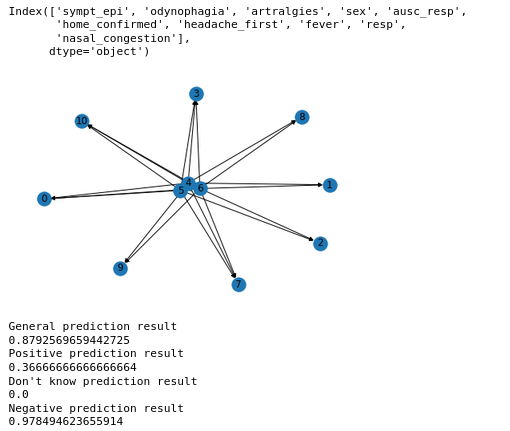 Index(['sympt_epi', 'odynophagia', 'artralgies', 'sex', 'ausc_resp',
'home_confirmed', 'headache_first', 'fever', 'resp',
'nasal_congestion'],
dtype='object')
3
10
8
4
5
6
1
0
2
9
7
General prediction result
0.8792569659442725
Positive prediction result
0.36666666666666664
Don't know prediction result
0.0
Negative prediction result
0.978494623655914